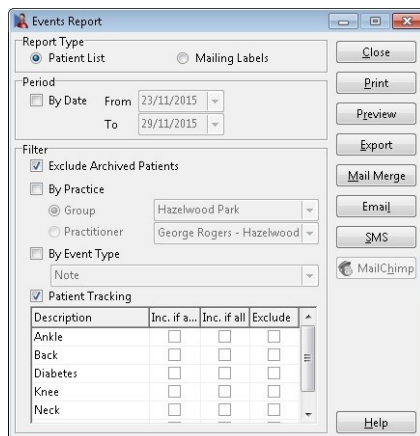 Events Report
Report Type
Patient List Mailing Labels
Period
By Date From 23/11/2015
To 29/11/2015
Filter
Exclude Archived Patients
By Practice
Group Hazelwood Park
Practitioner George Rogers - Hazelwood
By Event Type
Note
Patient Tracking
Description Inc. if a... Inc. if all Exclude
Ankle
Back
Diabetes
Knee
Neck
Close
Print
Preview
Export
Mail Merge
Email
SMS
MailChimp
Help